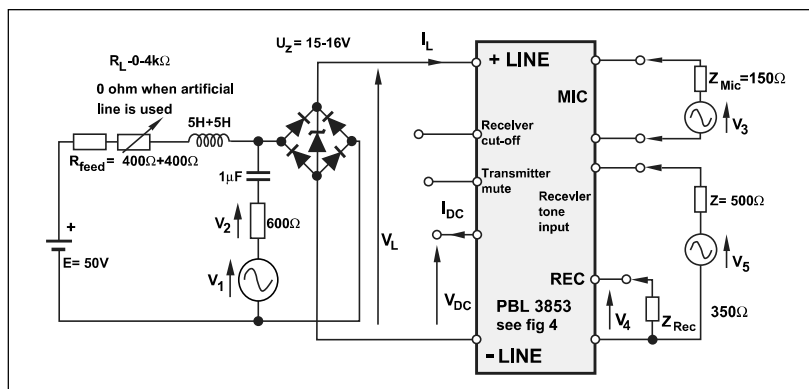 R_L-0-4kΩ
0 ohm when artificial
line is used
5H+5H
R_feed= 400Ω+400Ω
+
E= 50V
1µF
V_2
600Ω
V_1
U_Z = 15-16V
I_L
V_L
Recelver
cut-off
Transmitter
mute
I_DC
V_DC
+ LINE
MIC
Recevler
tone
input
REC
PBL 3853
see fig 4
- LINE
Z_Mic=150Ω
V_3
Z= 500Ω
V_5
V_4
Z_Rec
350Ω